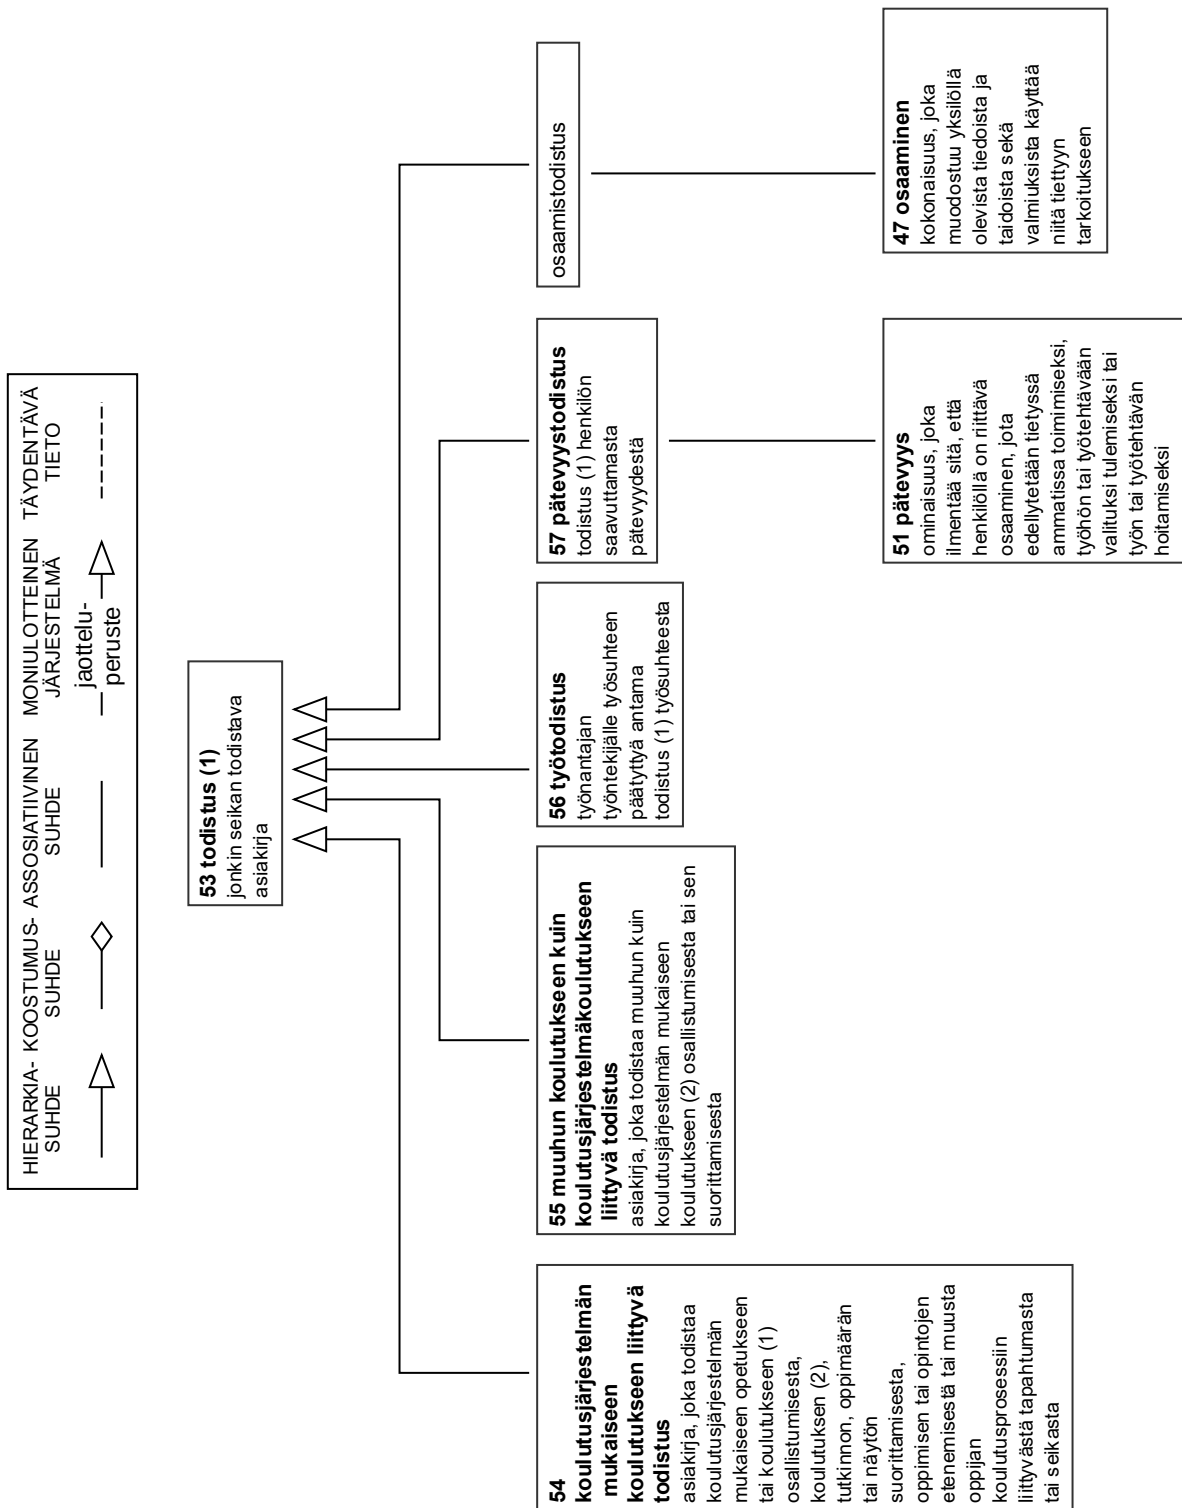 HIERARKIA- KOOSTUMUS- ASSOSIATIIVINEN MONIULOTTEINEN TÄYDENTÄVÄ
SUHDE SUHDE SUHDE JÄRJESTELMÄ TIETO
jaottelu-
peruste
53 todistus (1)
jonkin seikan todistava
asiakirja
54
koulutusjärjestelmän
mukaiseen
koulutukseen liittyvä
todistus
asiakirja, joka todistaa
koulutusjärjestelmän
mukaiseen opetukseen
tai koulutukseen (1)
osallistumisesta,
koulutuksen (2),
tutkinnon, oppimäärän
tai näytön
suorittamisesta,
oppimisen tai opintojen
etenemisestä tai muusta
oppijan
koulutusprosessiin
liittyvästä tapahtumasta
tai seikasta
55 muuhun koulutukseen kuin
koulutusjärjestelmäkoulutukseen
liittyvä todistus
asiakirja, joka todistaa muuhun kuin
koulutusjärjestelmän mukaiseen
koulutukseen (2) osallistumisesta tai sen
suorittamisesta
56 työtodistus
työnantajan
työntekijälle työsuhteen
päätyttyä antama
todistus (1) työsuhteesta
57 pätevyystodistus
todistus (1) henkilön
saavuttamasta
pätevyydestä
osaamistodistus
51 pätevyys
ominaisuus, joka
ilmentää sitä, että
henkilöllä on riittävä
osaaminen, jota
edellytetään tietyssä
ammatissa toimimiseksi,
työhön tai työtehtävään
valituksi tulemiseksi tai
työn tai työtehtävän
hoitamiseksi
47 osaaminen
kokonaisuus, joka
muodostuu yksilöllä
olevista tiedoista ja
taidoista sekä
valmiuksista käyttää
niitä tiettyyn
tarkoitukseen